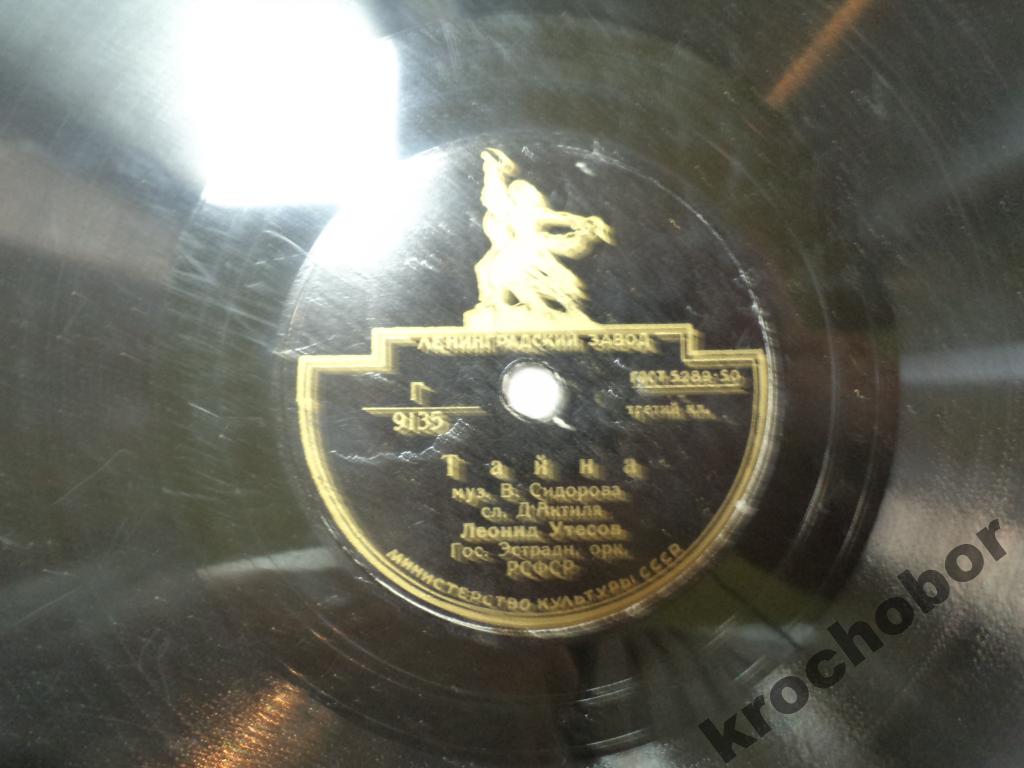 ЛЕНИНГРАДСКИЙ ЗАВОД
Г
9135
ГОСТ-5289-50
третий кл.
Тайна
муз. В. Сидорова
сл. Д'Актиля
Леонид Утесов
Гос. Эстрадн. орк.
РСФСР
МИНИСТЕРСТВО КУЛЬТУРЫ СССР
krochobor